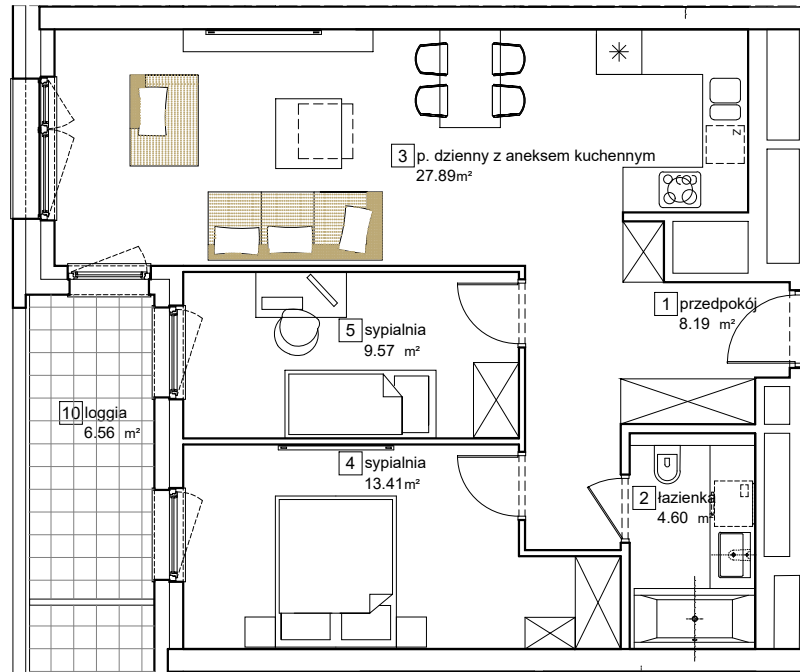 3 p. dzienny z aneksem kuchennym
27.89m²
z
1 przedpokój
8.19 m²
5 sypialnia
9.57 m²
10 loggia
6.56 m²
4 sypialnia
13.41m²
2 łazienka
4.60 m²